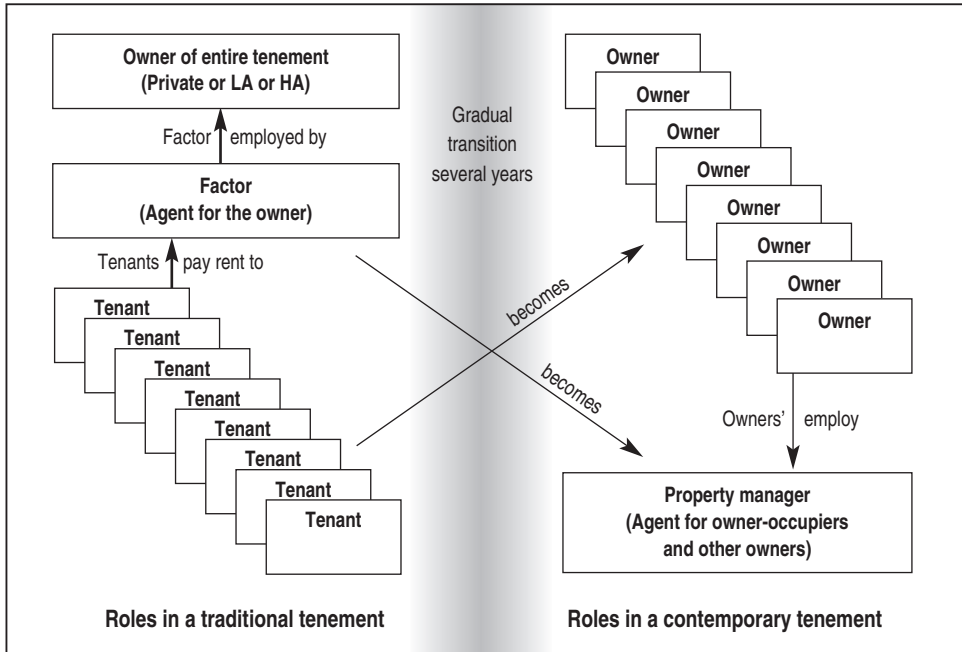 Owner of entire tenement
(Private or LA or HA)
Factor employed by
Factor
(Agent for the owner)
Tenants pay rent to
Tenant
Tenant
Tenant
Tenant
Tenant
Tenant
Tenant
Tenant
Roles in a traditional tenement
Gradual
transition
several years
becomes
becomes
Owner
Owner
Owner
Owner
Owner
Owner
Owner
Owner
Owners’ employ
Property manager
(Agent for owner-occupiers
and other owners)
Roles in a contemporary tenement